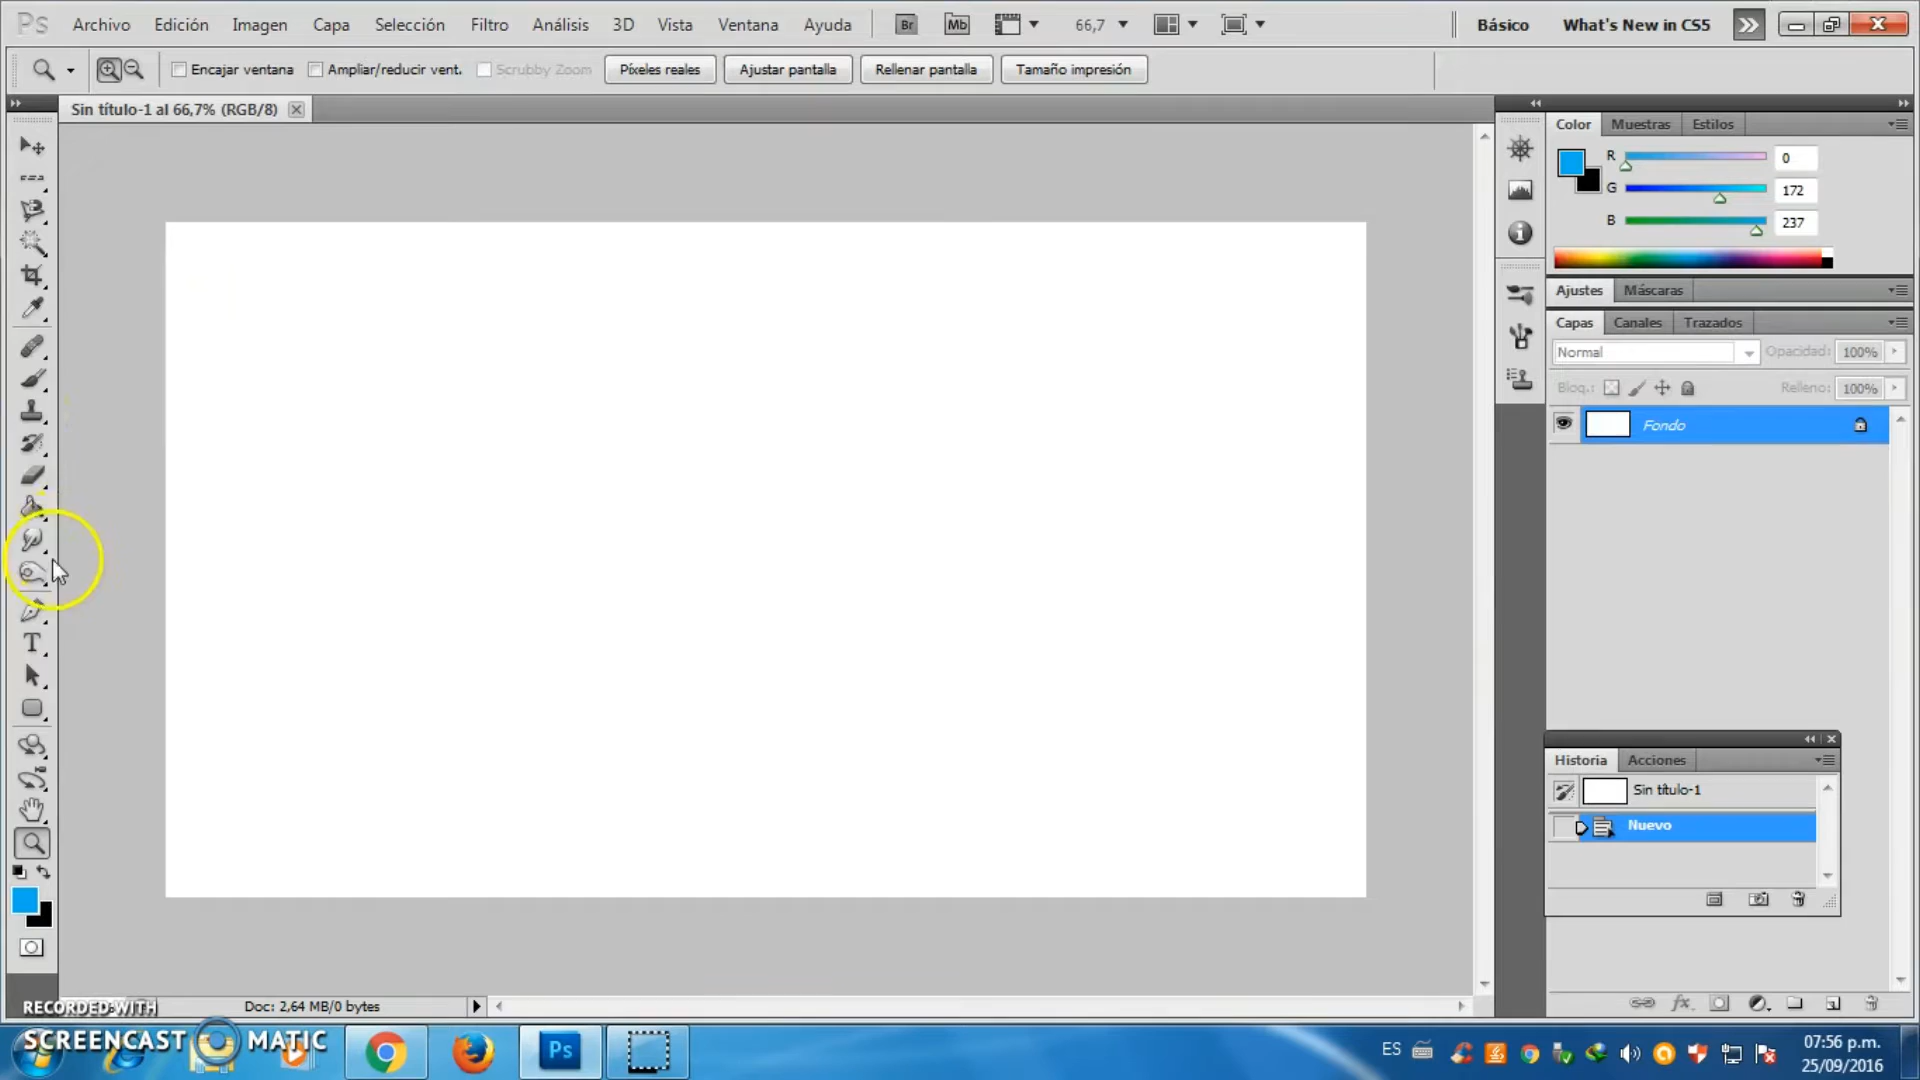 Ps Archivo Edición Imagen Capa Selección Filtro Análisis 3D Vista Ventana Ayuda Br Mb 66,7 Básico What's New in CS5
Encajar ventana Ampliar/reducir vent. Scrubby Zoom Píxeles reales Ajustar pantalla Rellenar pantalla Tamaño impresión
Sin título-1 al 66,7% (RGB/8)
Color Muestras Estilos
R 0
G 172
B 237
Ajustes Máscaras
Capas Canales Trazados
Normal Opacidad: 100%
Bloq.: Relleno: 100%
Fondo
Historia Acciones
Sin título-1
Nuevo
Doc: 2,64 MB/0 bytes
RECORDED WITH
SCREENCAST MATIC
Ps
ES
07:56 p.m.
25/09/2016